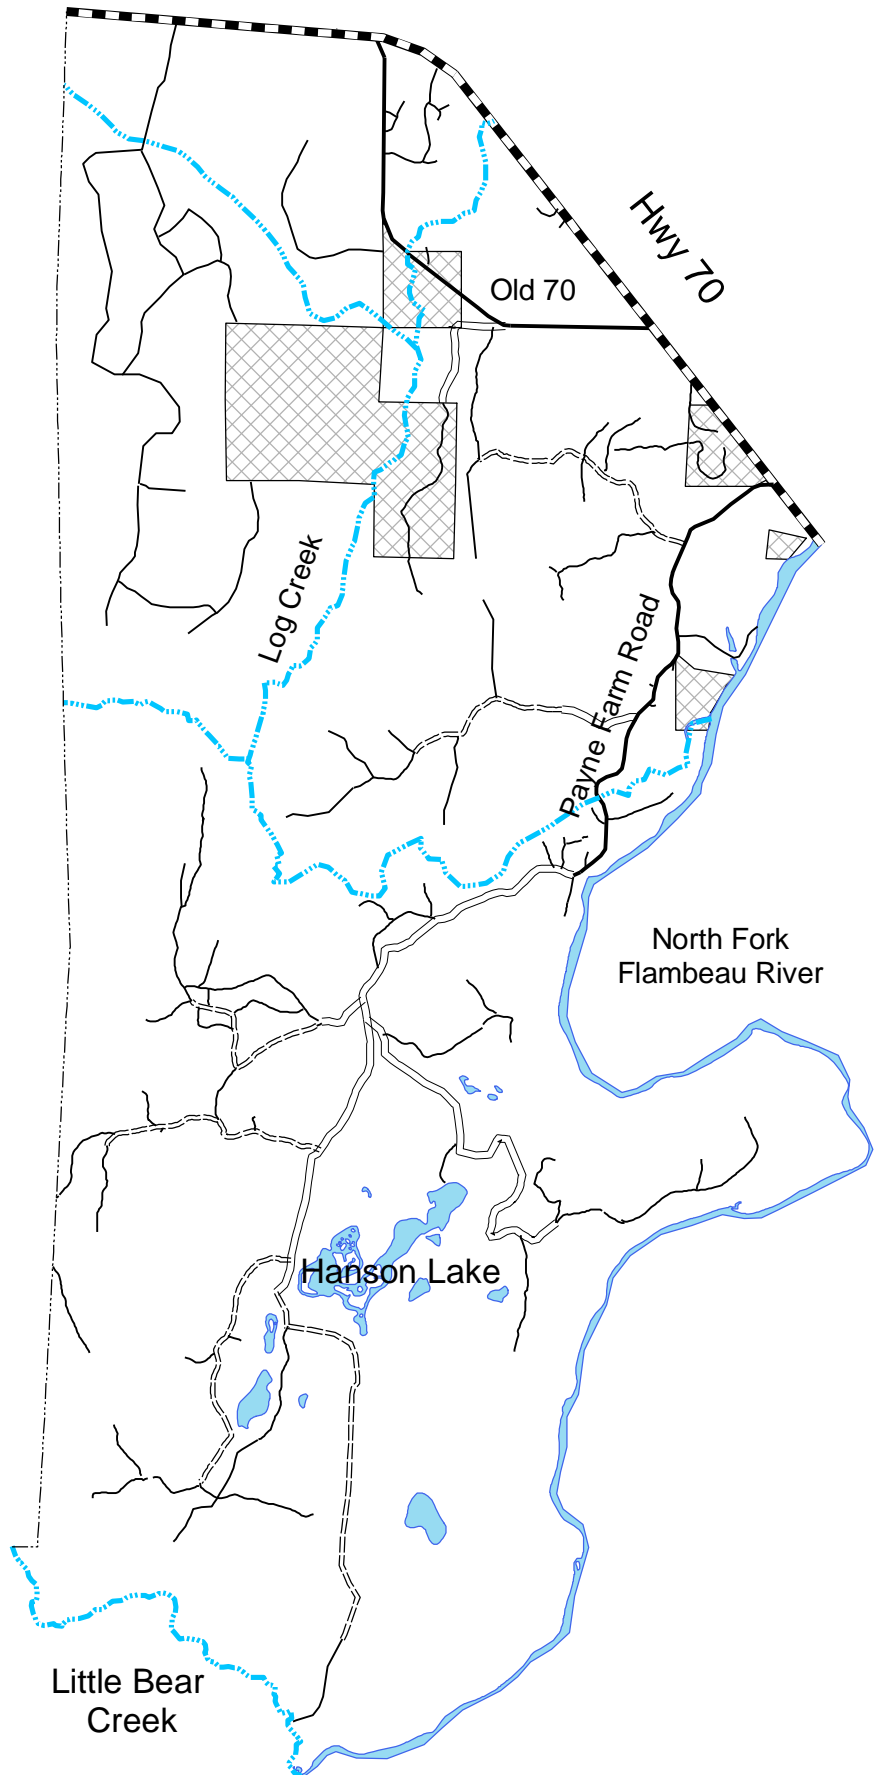 Hwy 70
Old 70
Log Creek
Payne Farm Road
North Fork
Flambeau River
Hanson Lake
Little Bear
Creek